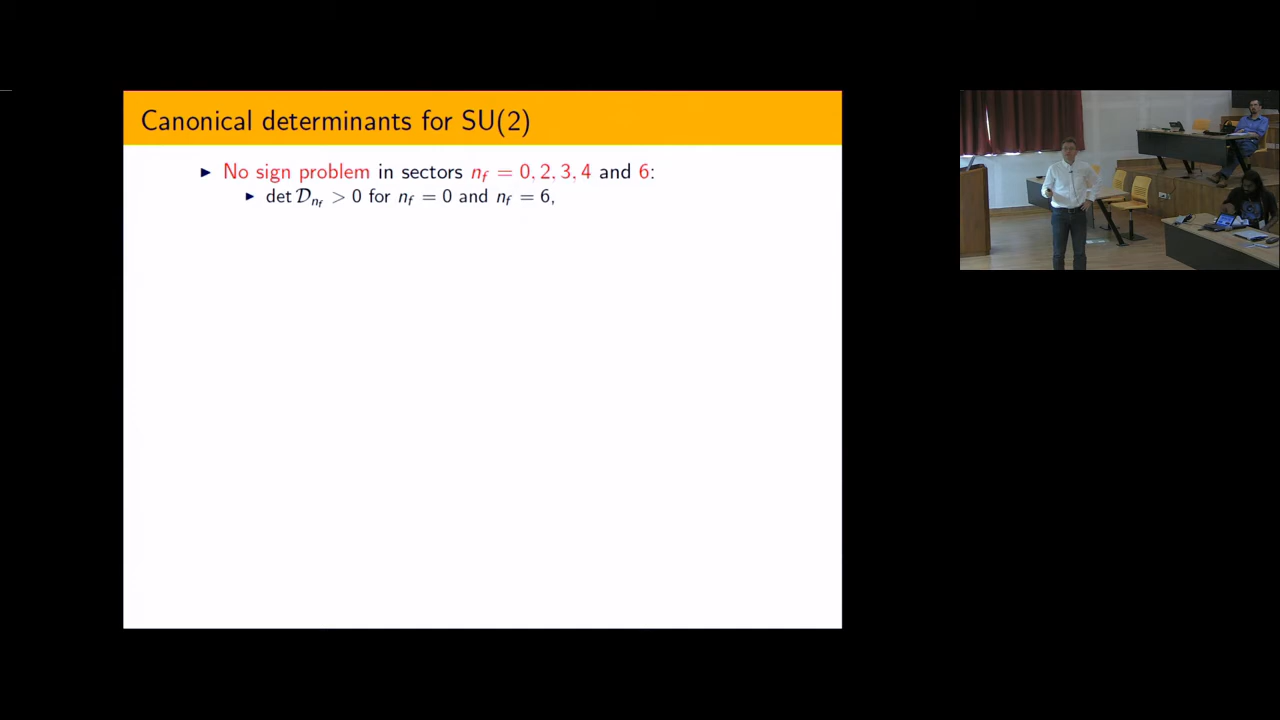 Canonical determinants for SU(2)
▶ No sign problem in sectors n_f = 0, 2, 3, 4 and 6:
▶ det 𝒟_{n_f} > 0 for n_f = 0 and n_f = 6,